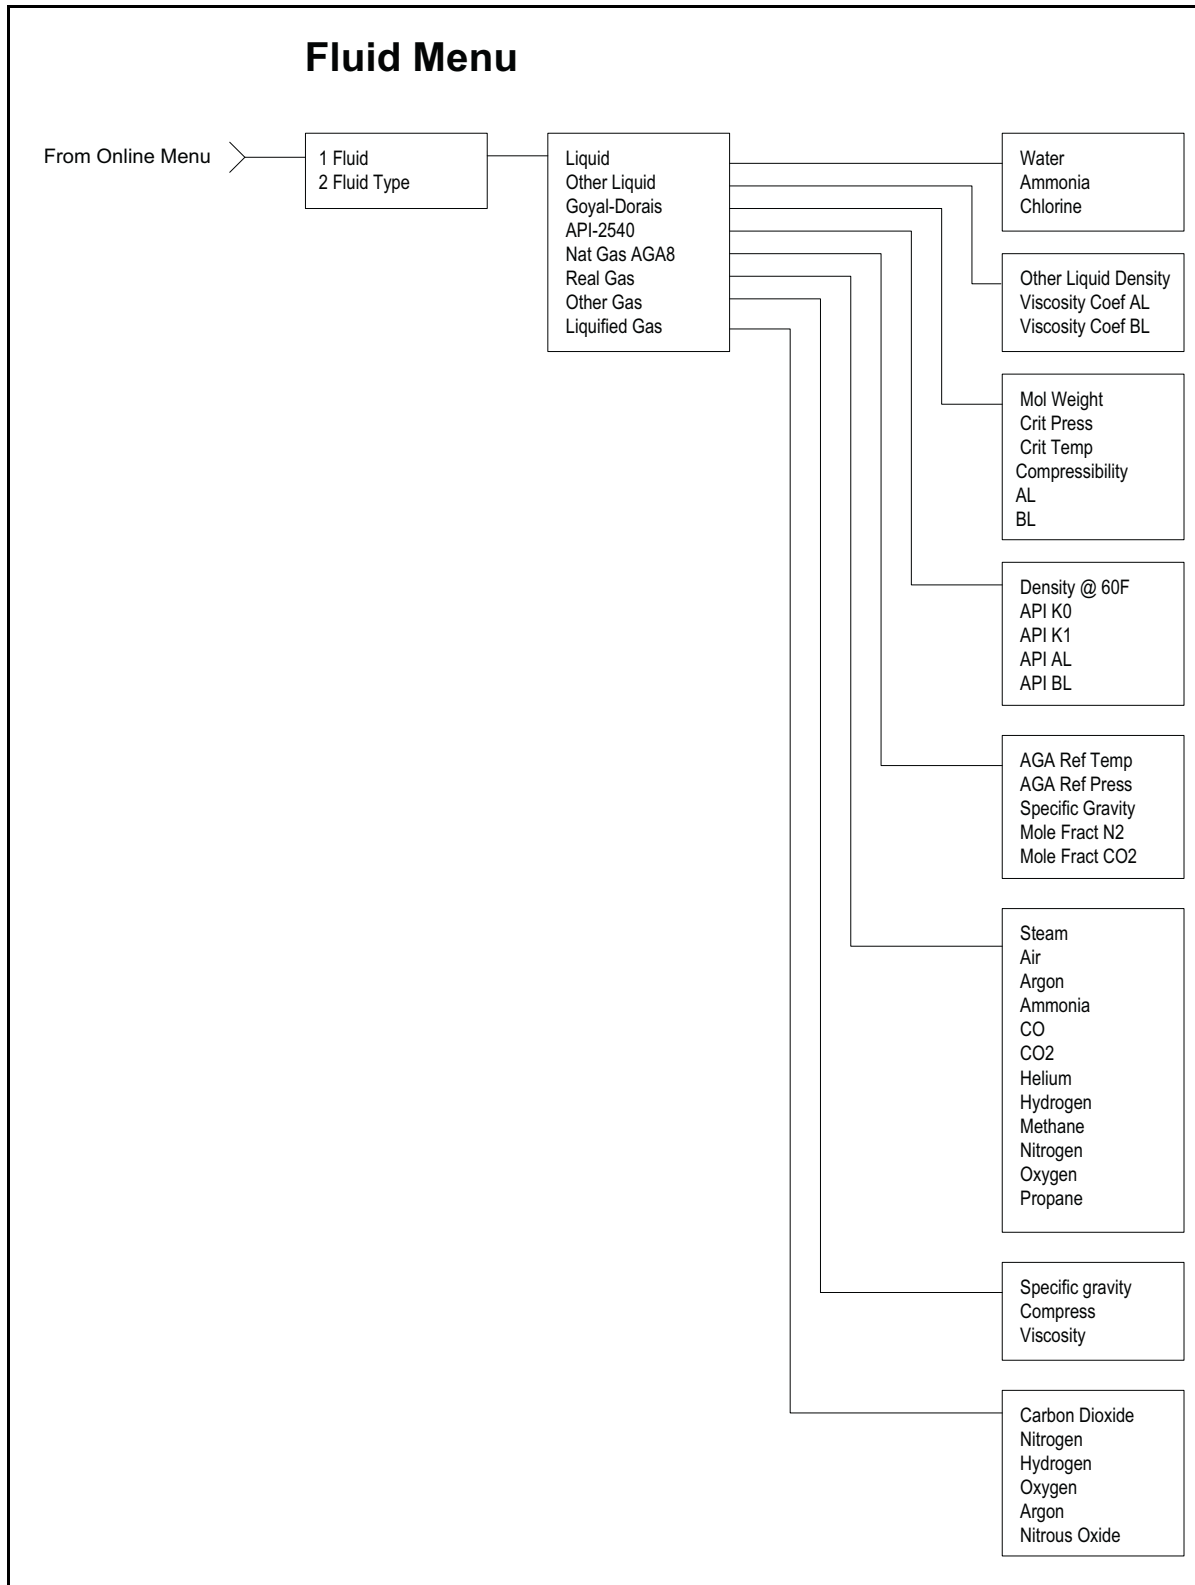 Fluid Menu
From Online Menu
1 Fluid
2 Fluid Type
Liquid
Other Liquid
Goyal-Dorais
API-2540
Nat Gas AGA8
Real Gas
Other Gas
Liquified Gas
Water
Ammonia
Chlorine
Other Liquid Density
Viscosity Coef AL
Viscosity Coef BL
Mol Weight
Crit Press
Crit Temp
Compressibility
AL
BL
Density @ 60F
API K0
API K1
API AL
API BL
AGA Ref Temp
AGA Ref Press
Specific Gravity
Mole Fract N2
Mole Fract CO2
Steam
Air
Argon
Ammonia
CO
CO2
Helium
Hydrogen
Methane
Nitrogen
Oxygen
Propane
Specific gravity
Compress
Viscosity
Carbon Dioxide
Nitrogen
Hydrogen
Oxygen
Argon
Nitrous Oxide